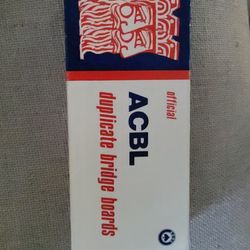 official
ACBL
duplicate bridge boards